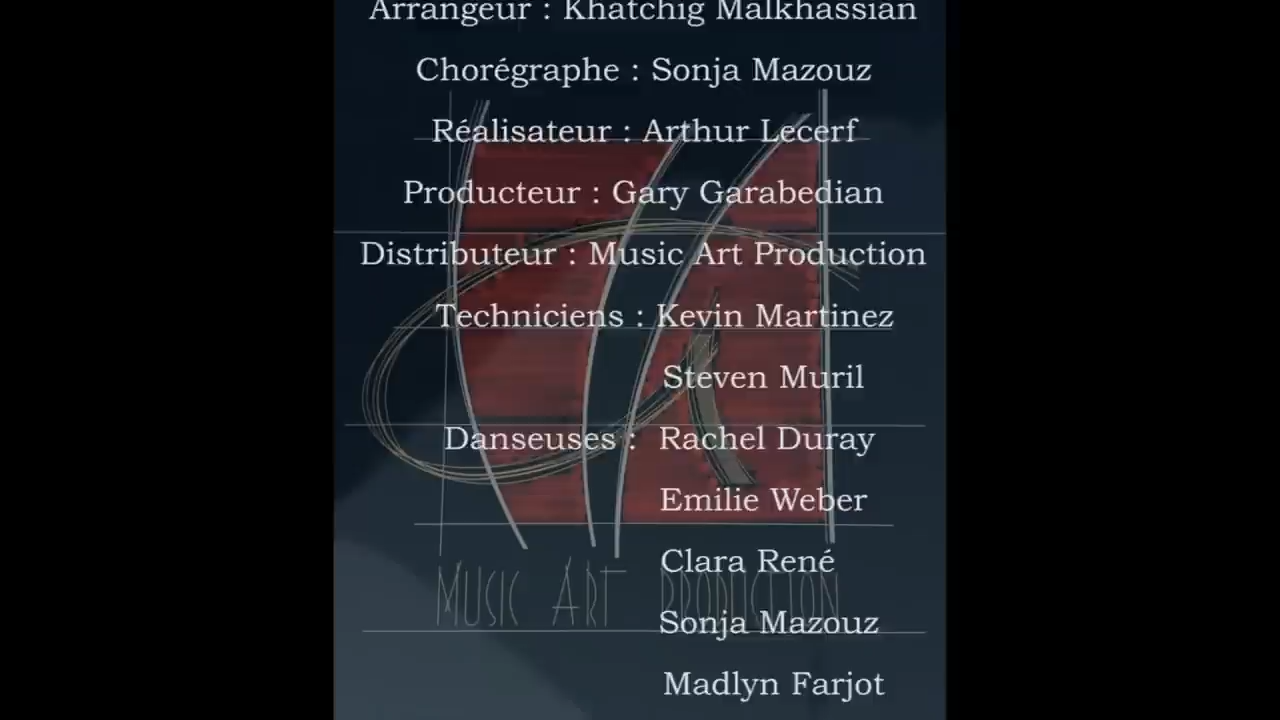 Arrangeur : Khatchig Malkhassian
Chorégraphe : Sonja Mazouz
Réalisateur : Arthur Lecerf
Producteur : Gary Garabedian
Distributeur : Music Art Production
Techniciens : Kevin Martinez
Steven Muril
Danseuses : Rachel Duray
Emilie Weber
Clara René
MUSIC ART PRODUCTION
Sonja Mazouz
Madlyn Farjot